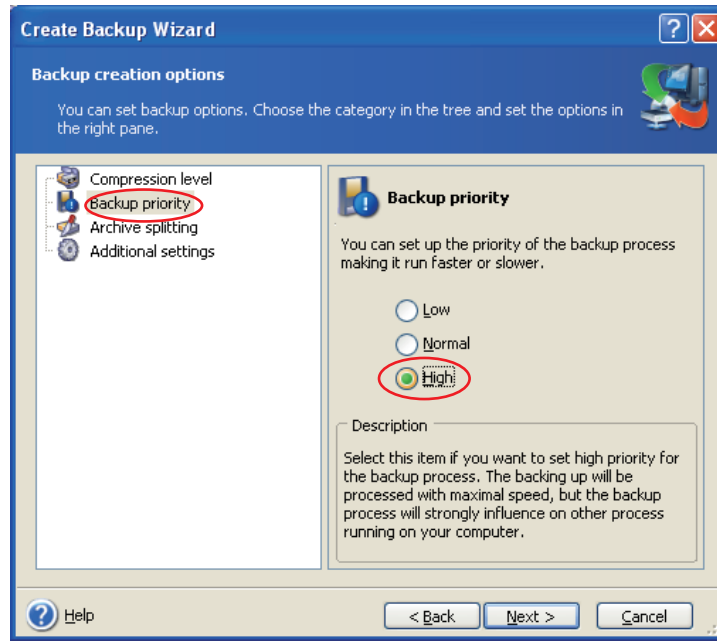 Create Backup Wizard
Backup creation options
You can set backup options. Choose the category in the tree and set the options in
the right pane.
Compression level
Backup priority
Archive splitting
Additional settings
Backup priority
You can set up the priority of the backup process
making it run faster or slower.
Low
Normal
High
Description
Select this item if you want to set high priority for
the backup process. The backing up will be
processed with maximal speed, but the backup
process will strongly influence on other process
running on your computer.
Help
< Back
Next >
Cancel